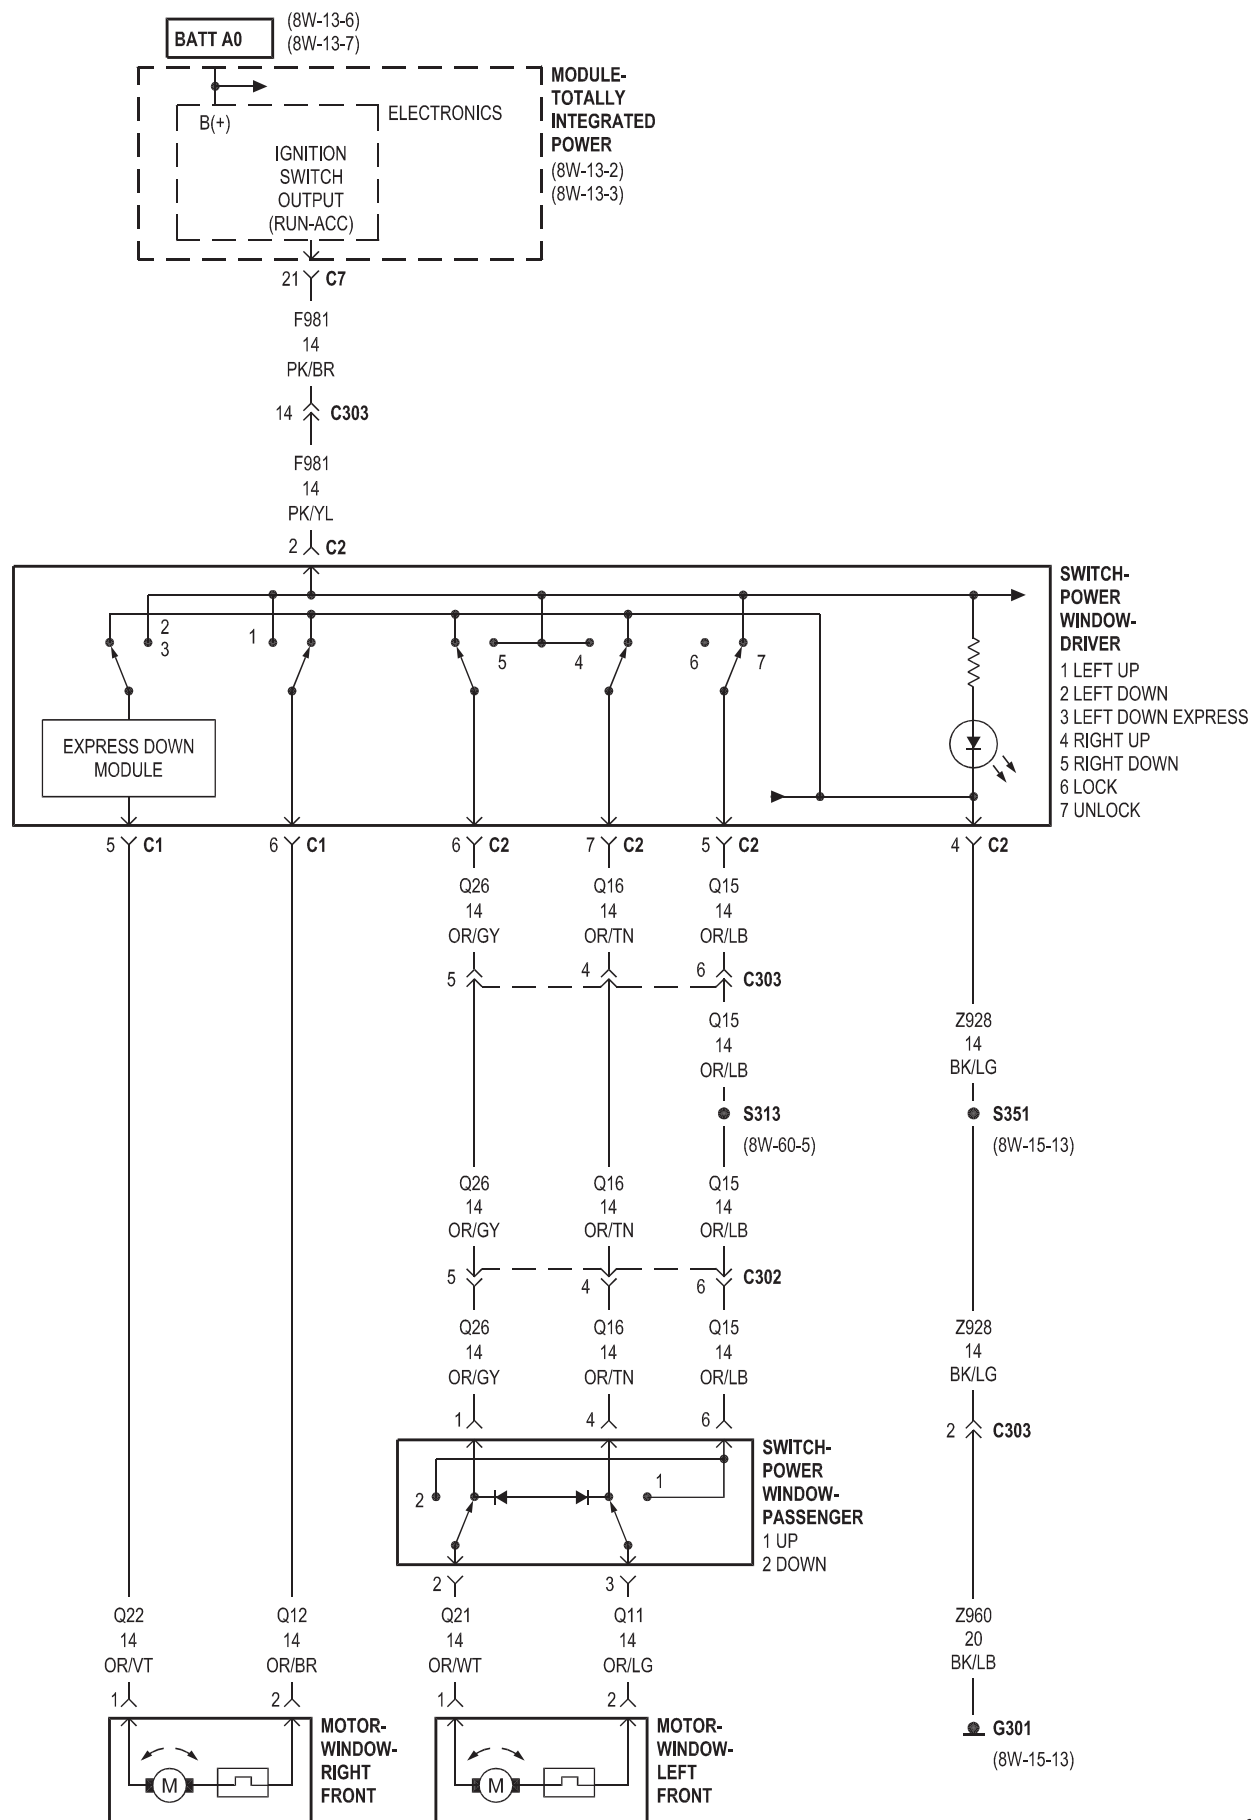 BATT A0
(8W-13-6)
(8W-13-7)
MODULE-
TOTALLY
INTEGRATED
POWER
(8W-13-2)
(8W-13-3)
B(+)
ELECTRONICS
IGNITION
SWITCH
OUTPUT
(RUN-ACC)
21 C7
F981
14
PK/BR
14 C303
F981
14
PK/YL
2 C2
SWITCH-
POWER
WINDOW-
DRIVER
1 LEFT UP
2 LEFT DOWN
3 LEFT DOWN EXPRESS
4 RIGHT UP
5 RIGHT DOWN
6 LOCK
7 UNLOCK
2
3
1
5
4
6
7
EXPRESS DOWN
MODULE
5 C1
6 C1
6 C2
7 C2
5 C2
4 C2
Q26 Q16 Q15
14 14 14
OR/GY OR/TN OR/LB
5 4 6 C303
Q15
14
OR/LB
Z928
14
BK/LG
S313
(8W-60-5)
S351
(8W-15-13)
Q26 Q16 Q15
14 14 14
OR/GY OR/TN OR/LB
5 4 6 C302
Q26 Q16 Q15 Z928
14 14 14 14
OR/GY OR/TN OR/LB BK/LG
1 4 6
2 C303
SWITCH-
POWER
WINDOW-
PASSENGER
1 UP
2 DOWN
2
1
2 3
Q22 Q12 Q21 Q11 Z960
14 14 14 14 20
OR/VT OR/BR OR/WT OR/LG BK/LB
1 2 1 2
MOTOR-
WINDOW-
RIGHT
FRONT
M
MOTOR-
WINDOW-
LEFT
FRONT
M
G301
(8W-15-13)